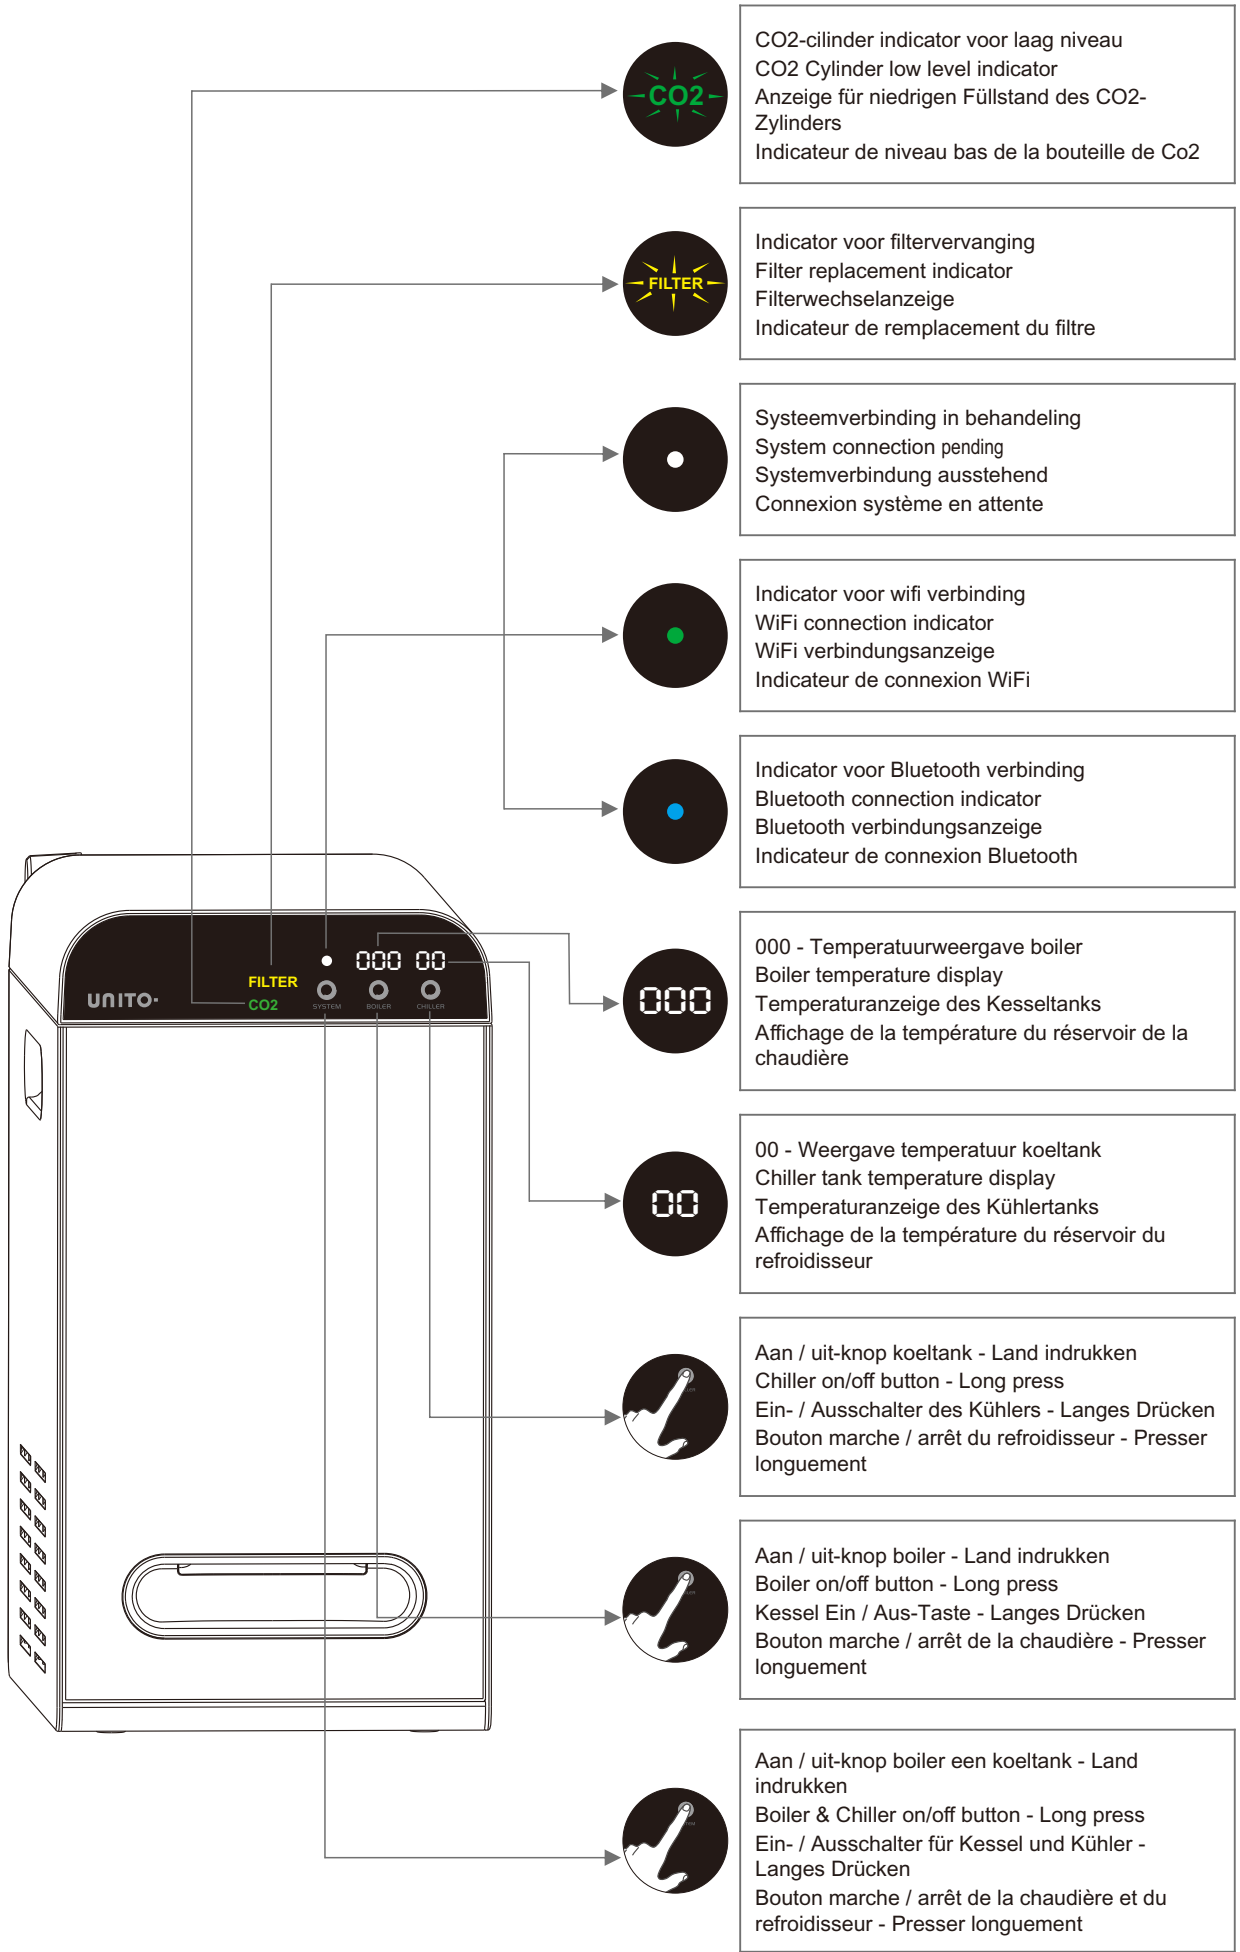 CO2
CO2-cilinder indicator voor laag niveau
CO2 Cylinder low level indicator
Anzeige für niedrigen Füllstand des CO2-
Zylinders
Indicateur de niveau bas de la bouteille de Co2
FILTER
Indicator voor filtervervanging
Filter replacement indicator
Filterwechselanzeige
Indicateur de remplacement du filtre
Systeemverbinding in behandeling
System connection pending
Systemverbindung ausstehend
Connexion système en attente
Indicator voor wifi verbinding
WiFi connection indicator
WiFi verbindungsanzeige
Indicateur de connexion WiFi
Indicator voor Bluetooth verbinding
Bluetooth connection indicator
Bluetooth verbindungsanzeige
Indicateur de connexion Bluetooth
000 00
FILTER
UNITO
CO2
SYSTEM BOILER CHILLER
000
000 - Temperatuurweergave boiler
Boiler temperature display
Temperaturanzeige des Kesseltanks
Affichage de la température du réservoir de la
chaudière
00
00 - Weergave temperatuur koeltank
Chiller tank temperature display
Temperaturanzeige des Kühlertanks
Affichage de la température du réservoir du
refroidisseur
Aan / uit-knop koeltank - Land indrukken
Chiller on/off button - Long press
Ein- / Ausschalter des Kühlers - Langes Drücken
Bouton marche / arrêt du refroidisseur - Presser
longuement
Aan / uit-knop boiler - Land indrukken
Boiler on/off button - Long press
Kessel Ein / Aus-Taste - Langes Drücken
Bouton marche / arrêt de la chaudière - Presser
longuement
Aan / uit-knop boiler een koeltank - Land
indrukken
Boiler & Chiller on/off button - Long press
Ein- / Ausschalter für Kessel und Kühler -
Langes Drücken
Bouton marche / arrêt de la chaudière et du
refroidisseur - Presser longuement